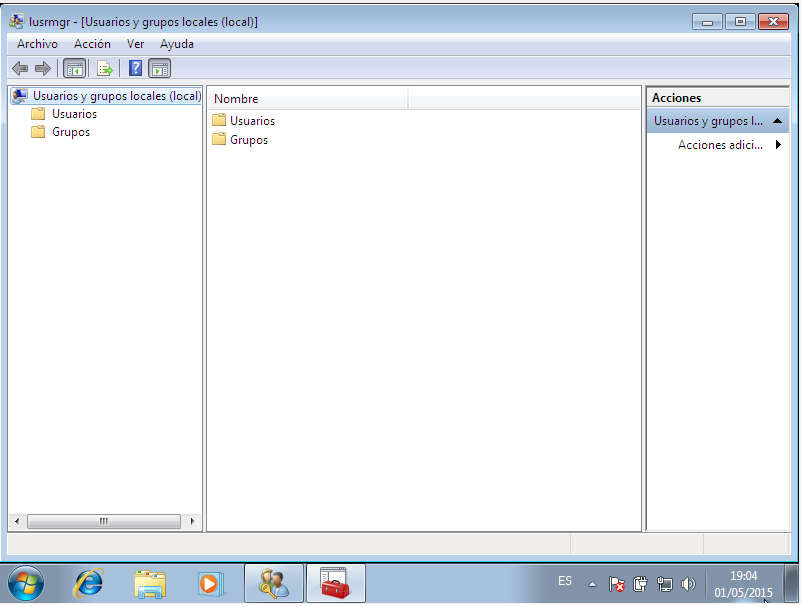 lusrmgr - [Usuarios y grupos locales (local)]
Archivo Acción Ver Ayuda
Usuarios y grupos locales (local)
Usuarios
Grupos
Nombre
Usuarios
Grupos
Acciones
Usuarios y grupos l...
Acciones adici...
ES
19:04
01/05/2015